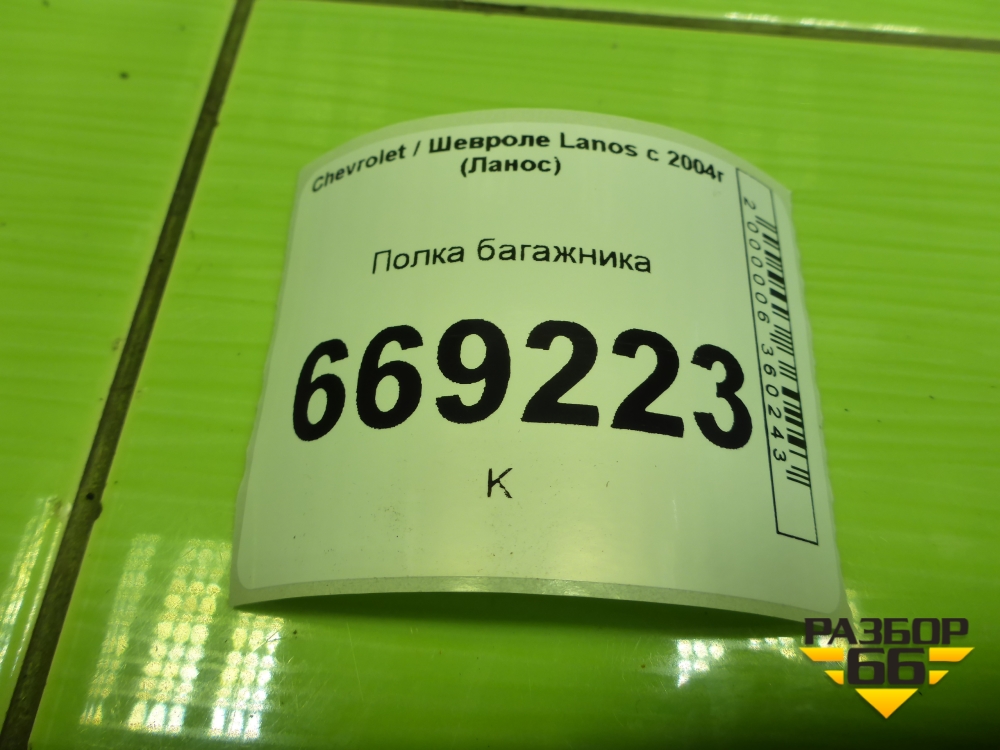 Chevrolet / Шевроле Lanos с 2004г
(Ланос)
Полка багажника
669223
К
2000006360243
РАЗБОР
66